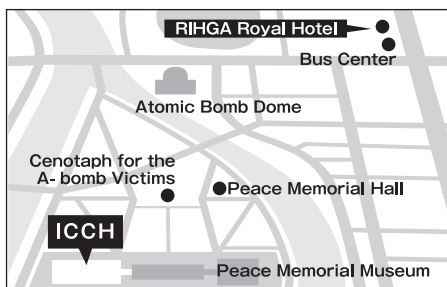 RIHGA Royal Hotel
Bus Center
Atomic Bomb Dome
Cenotaph for the
A- bomb Victims
Peace Memorial Hall
ICCH
Peace Memorial Museum